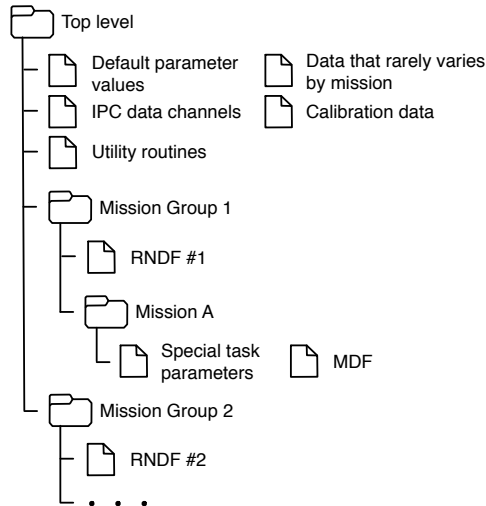 Top level
Default parameter
values
Data that rarely varies
by mission
IPC data channels
Calibration data
Utility routines
Mission Group 1
RNDF #1
Mission A
Special task
parameters
MDF
Mission Group 2
RNDF #2
. . .